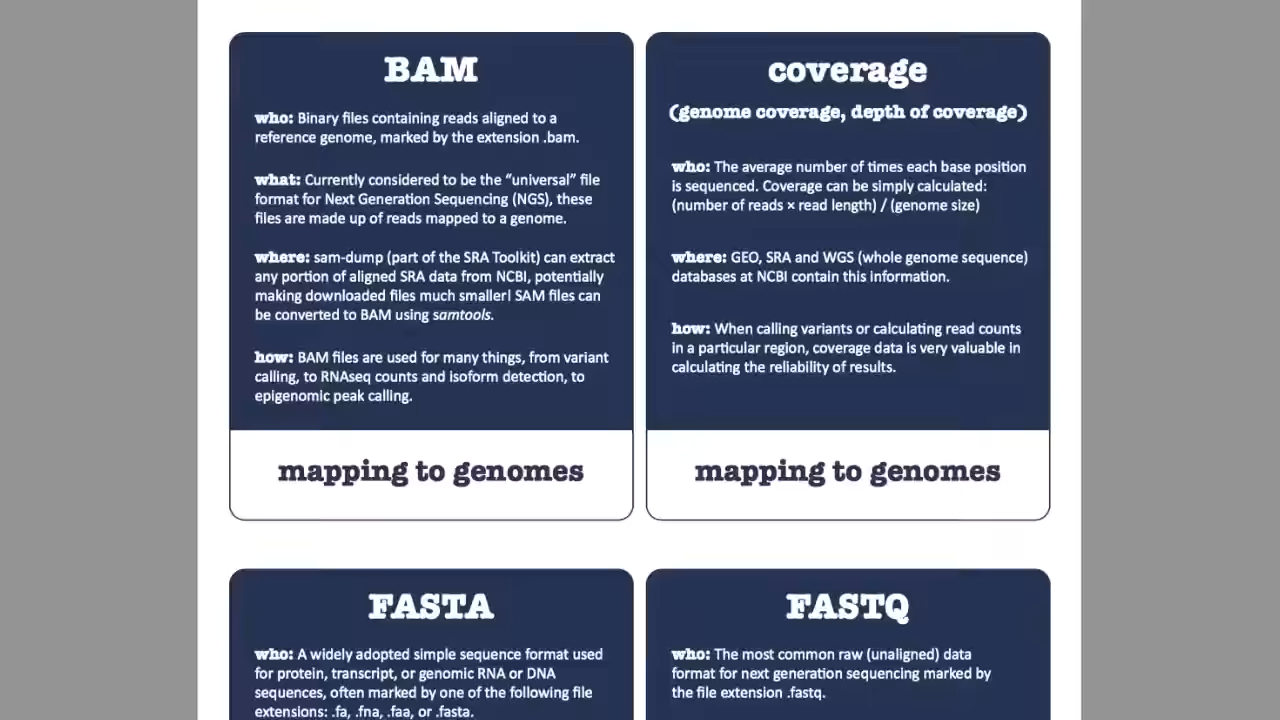 BAM
who: Binary files containing reads aligned to a
reference genome, marked by the extension .bam.
what: Currently considered to be the “universal” file
format for Next Generation Sequencing (NGS), these
files are made up of reads mapped to a genome.
where: sam-dump (part of the SRA Toolkit) can extract
any portion of aligned SRA data from NCBI, potentially
making downloaded files much smaller! SAM files can
be converted to BAM using samtools.
how: BAM files are used for many things, from variant
calling, to RNAseq counts and isoform detection, to
epigenomic peak calling.
mapping to genomes
coverage
(genome coverage, depth of coverage)
who: The average number of times each base position
is sequenced. Coverage can be simply calculated:
(number of reads × read length) / (genome size)
where: GEO, SRA and WGS (whole genome sequence)
databases at NCBI contain this information.
how: When calling variants or calculating read counts
in a particular region, coverage data is very valuable in
calculating the reliability of results.
mapping to genomes
FASTA
who: A widely adopted simple sequence format used
for protein, transcript, or genomic RNA or DNA
sequences, often marked by one of the following file
extensions: .fa, .fna, .faa, or .fasta.
FASTQ
who: The most common raw (unaligned) data
format for next generation sequencing marked by
the file extension .fastq.